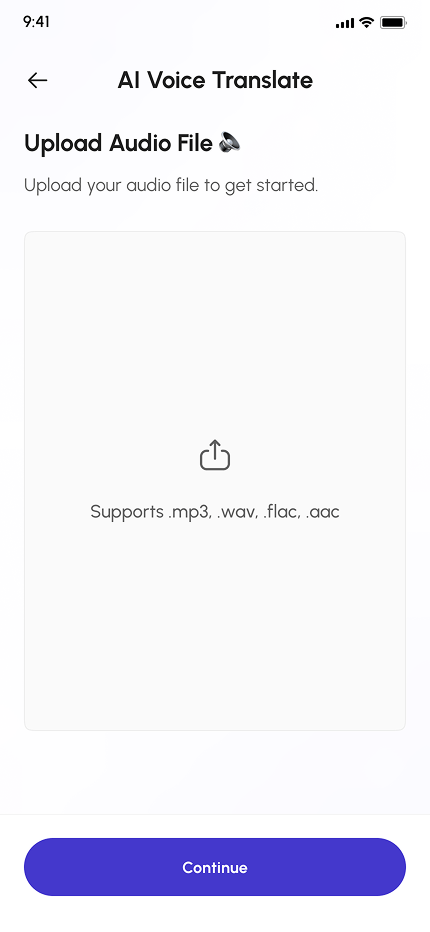 9:41
AI Voice Translate
Upload Audio File 🔈
Upload your audio file to get started.
Supports .mp3, .wav, .flac, .aac
Continue